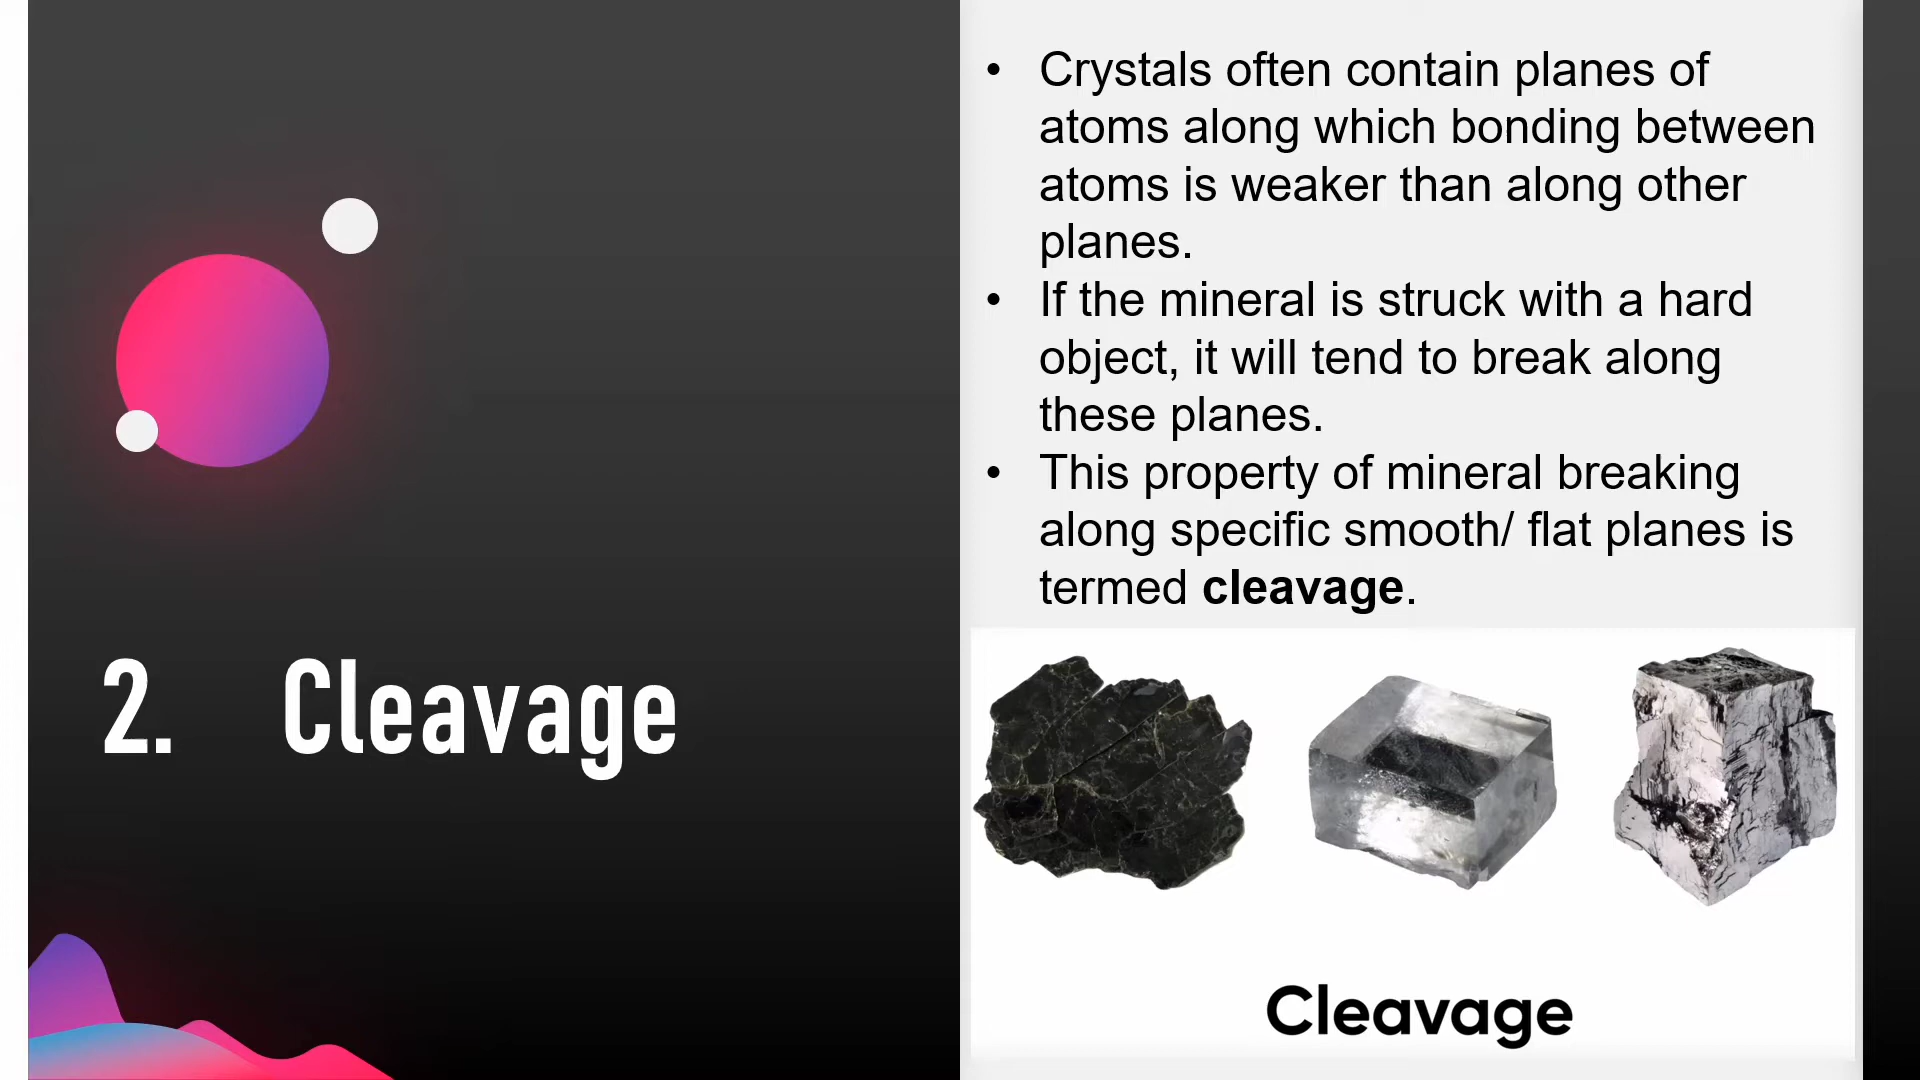 2. Cleavage
• Crystals often contain planes of
atoms along which bonding between
atoms is weaker than along other
planes.
• If the mineral is struck with a hard
object, it will tend to break along
these planes.
• This property of mineral breaking
along specific smooth/ flat planes is
termed cleavage.
Cleavage